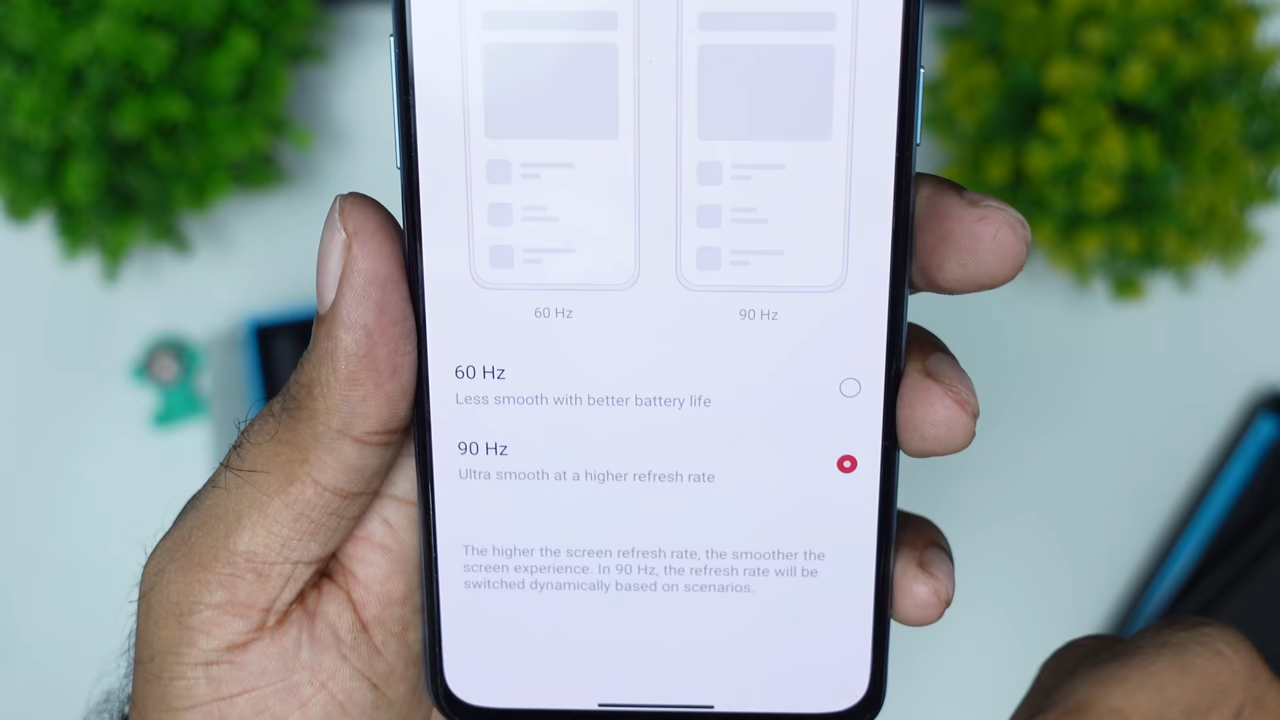 60 Hz
90 Hz
60 Hz
Less smooth with better battery life
90 Hz
Ultra smooth at a higher refresh rate
The higher the screen refresh rate, the smoother the
screen experience. In 90 Hz, the refresh rate will be
switched dynamically based on scenarios.